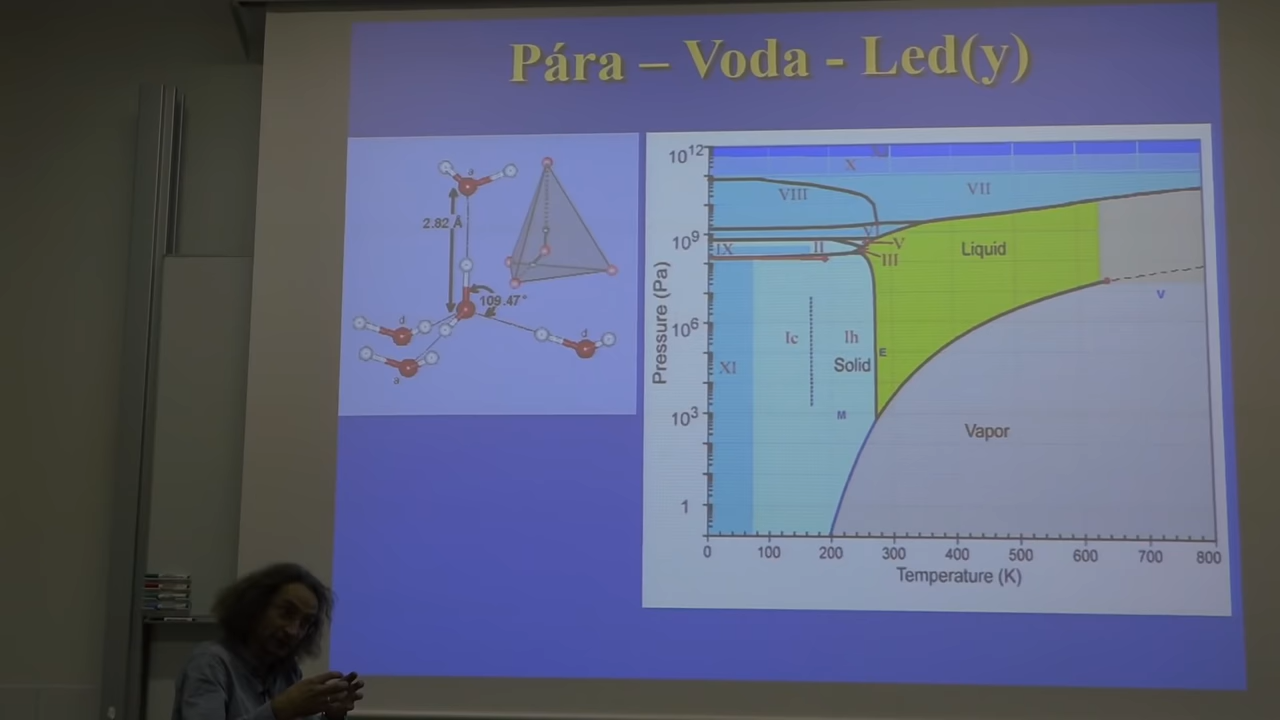 Pára – Voda - Led(y)
a
2.82 Å
109.47°
d
d
a
Pressure (Pa)
10¹²
10⁹
10⁶
10³
1
X
VIII
VII
IX
II
V
V
III
Liquid
Ic
Ih
Solid
E
XI
M
V
Vapor
0 100 200 300 400 500 600 700 800
Temperature (K)